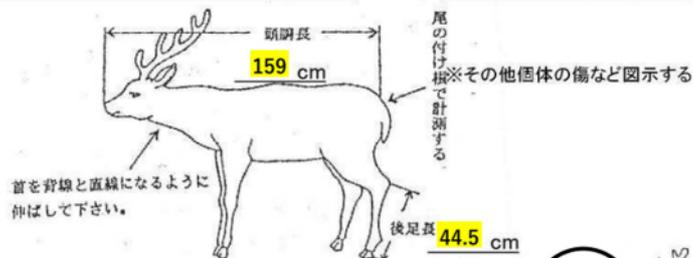 頭胴長
159 cm
尾の付け根で計測する
※その他個体の傷など図示する
首を背線と直線になるように
伸ばして下さい。
後足長 44.5 cm